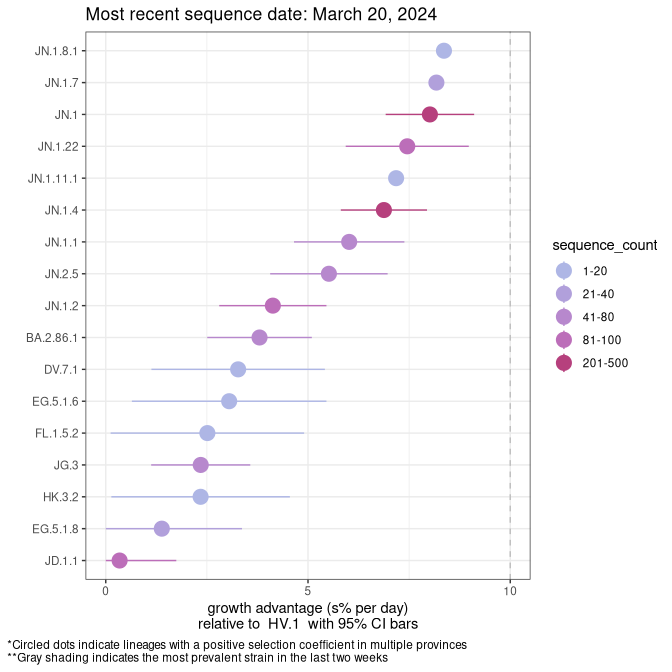 Most recent sequence date: March 20, 2024
JN.1.8.1
JN.1.7
JN.1
JN.1.22
JN.1.11.1
JN.1.4
JN.1.1
JN.2.5
JN.1.2
BA.2.86.1
DV.7.1
EG.5.1.6
FL.1.5.2
JG.3
HK.3.2
EG.5.1.8
JD.1.1
0 5 10
growth advantage (s% per day)
relative to HV.1 with 95% CI bars
sequence_count
1-20
21-40
41-80
81-100
201-500
*Circled dots indicate lineages with a positive selection coefficient in multiple provinces
**Gray shading indicates the most prevalent strain in the last two weeks